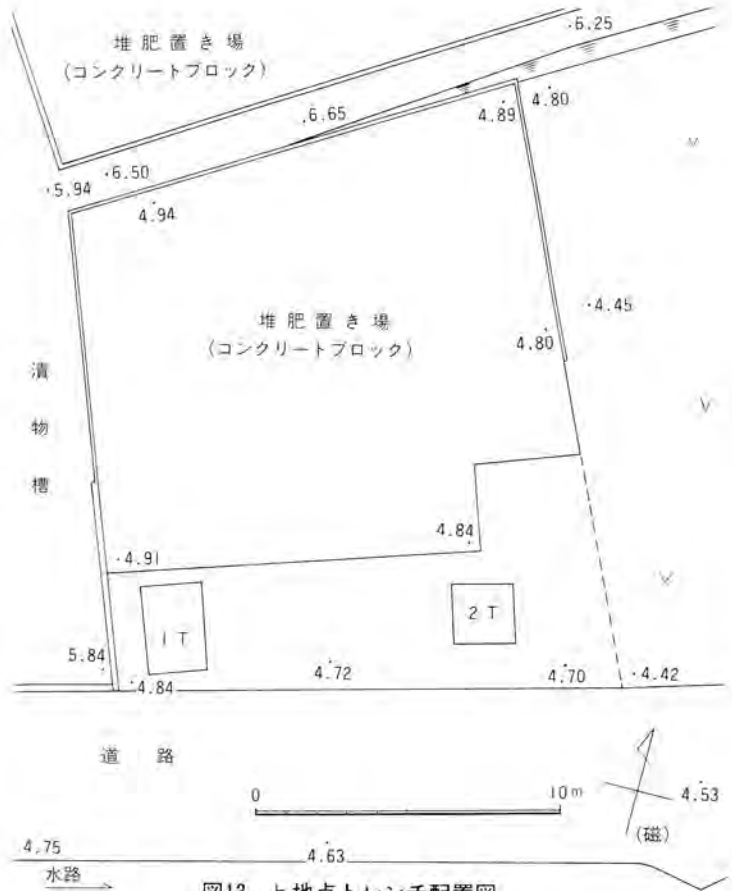 堆肥置き場
(コンクリートブロック)
・6.25
・6.65
4.89
4.80
・6.50
・5.94
4.94
堆肥置き場
(コンクリートブロック)
・4.45
4.80
漬物槽
4.84
・4.91
1T
2T
5.84
4.84
4.72
4.70
・4.42
道路
0
10m
4.53
(磁)
4.75
4.63
水路